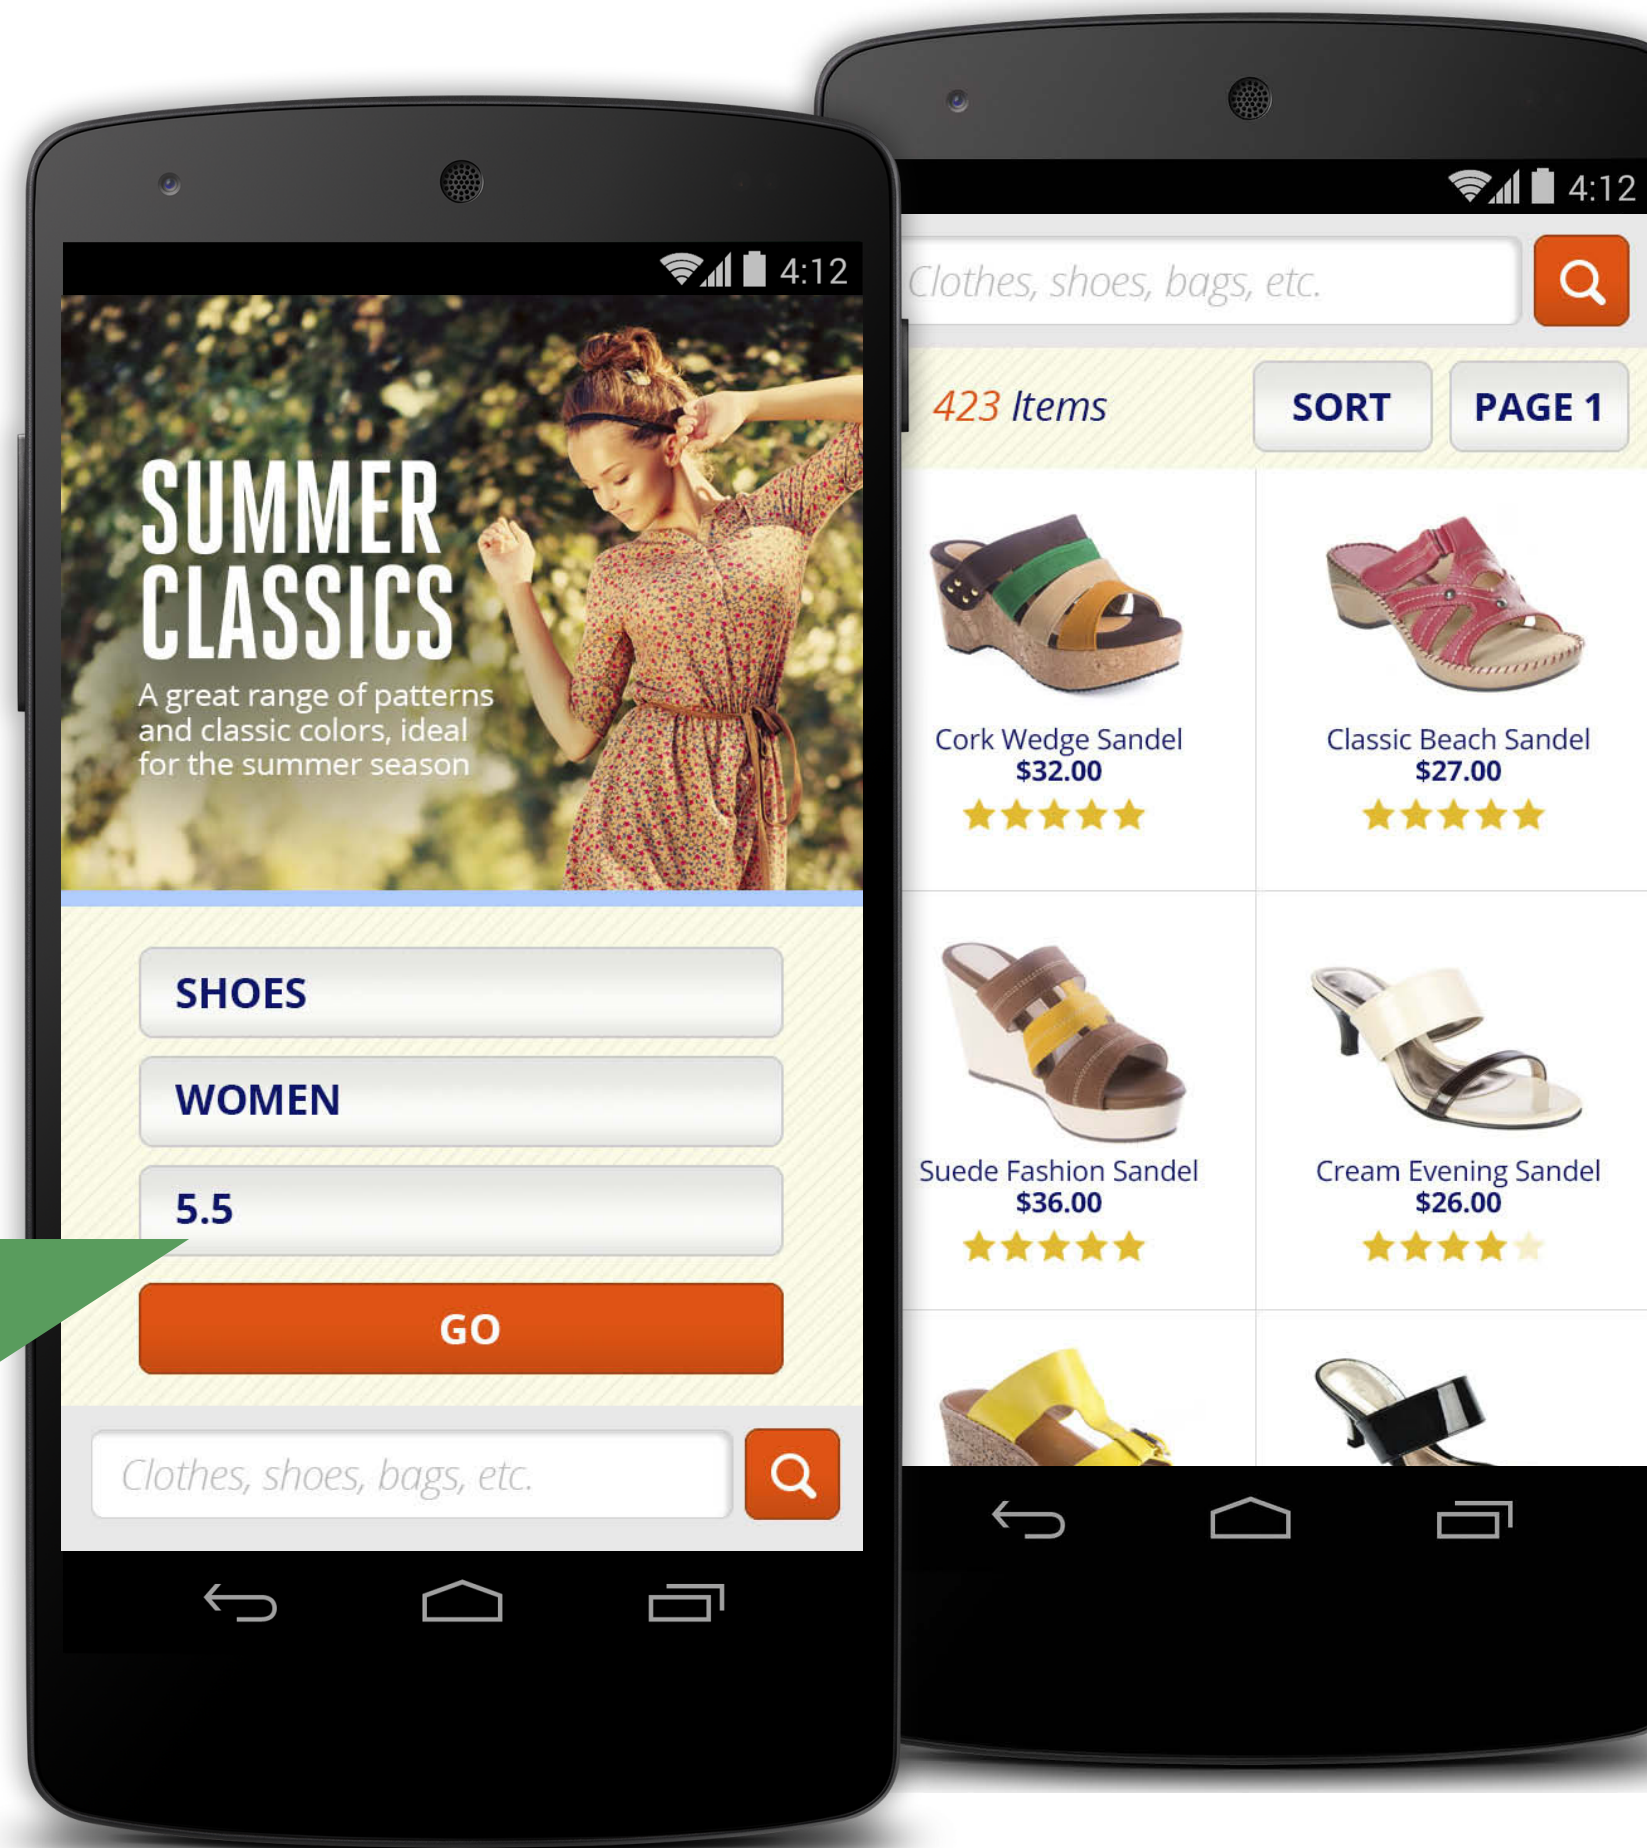 4:12
SUMMER
CLASSICS
A great range of patterns
and classic colors, ideal
for the summer season
SHOES
WOMEN
5.5
GO
Clothes, shoes, bags, etc.
4:12
Clothes, shoes, bags, etc.
423 Items
SORT
PAGE 1
Cork Wedge Sandel
$32.00
Classic Beach Sandel
$27.00
Suede Fashion Sandel
$36.00
Cream Evening Sandel
$26.00